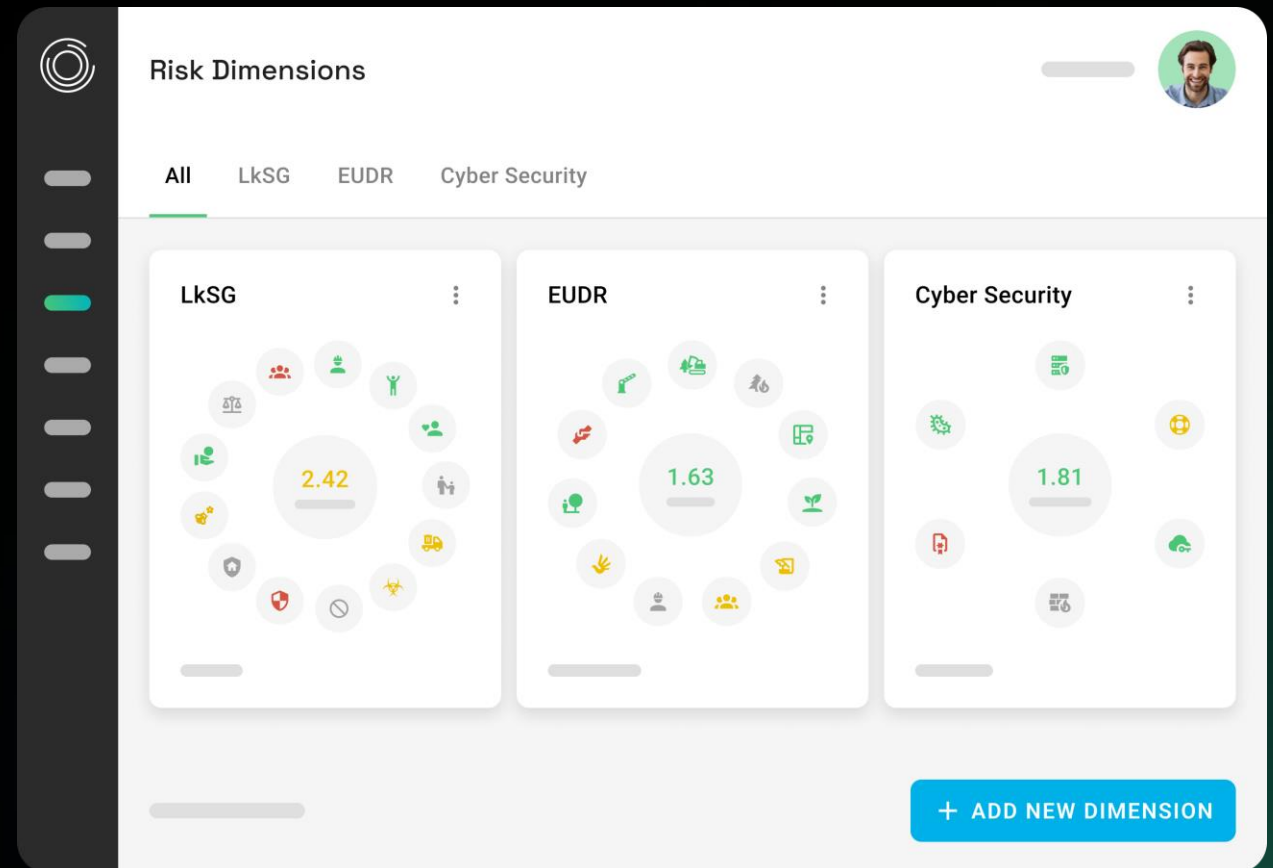 Risk Dimensions
All LkSG EUDR Cyber Security
LkSG EUDR Cyber Security
2.42 1.63 1.81
+ ADD NEW DIMENSION